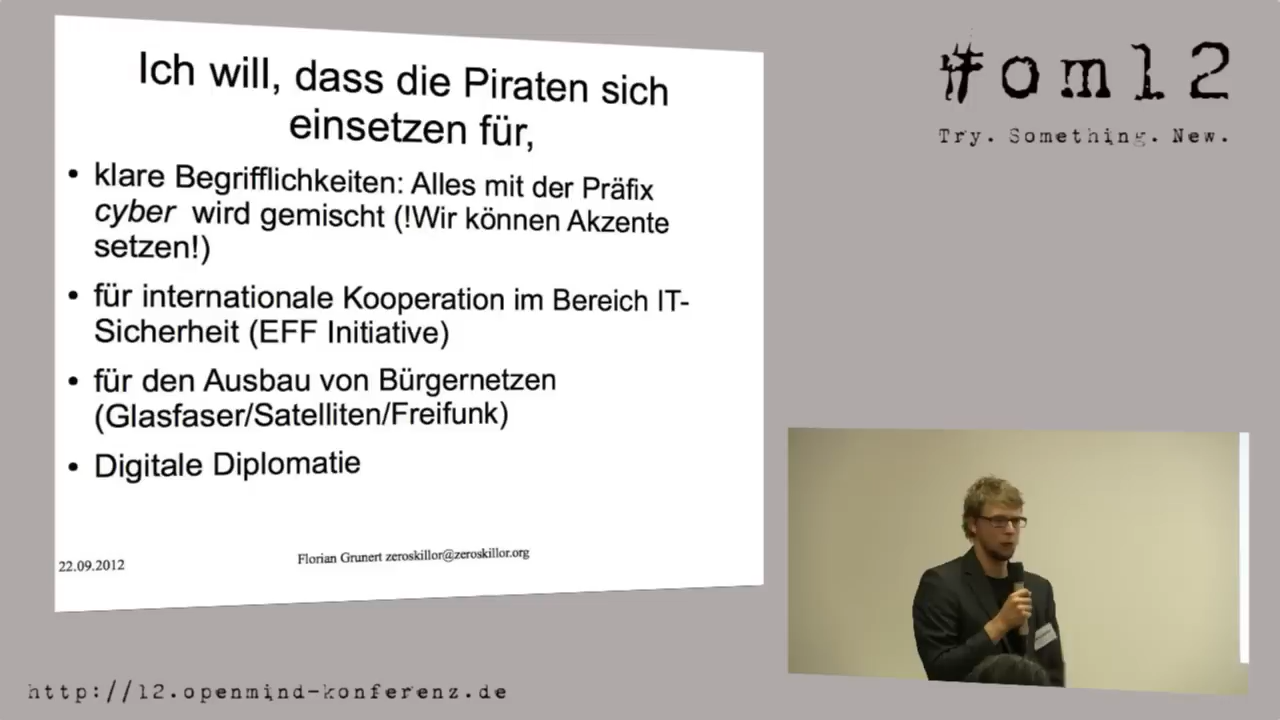 Ich will, dass die Piraten sich
einsetzen für,
• klare Begrifflichkeiten: Alles mit der Präfix
cyber wird gemischt (!Wir können Akzente
setzen!)
• für internationale Kooperation im Bereich IT-
Sicherheit (EFF Initiative)
• für den Ausbau von Bürgernetzen
(Glasfaser/Satelliten/Freifunk)
• Digitale Diplomatie
22.09.2012
Florian Grunert zeroskillor@zeroskillor.org
#om12
Try. Something. New.
http://12.openmind-konferenz.de